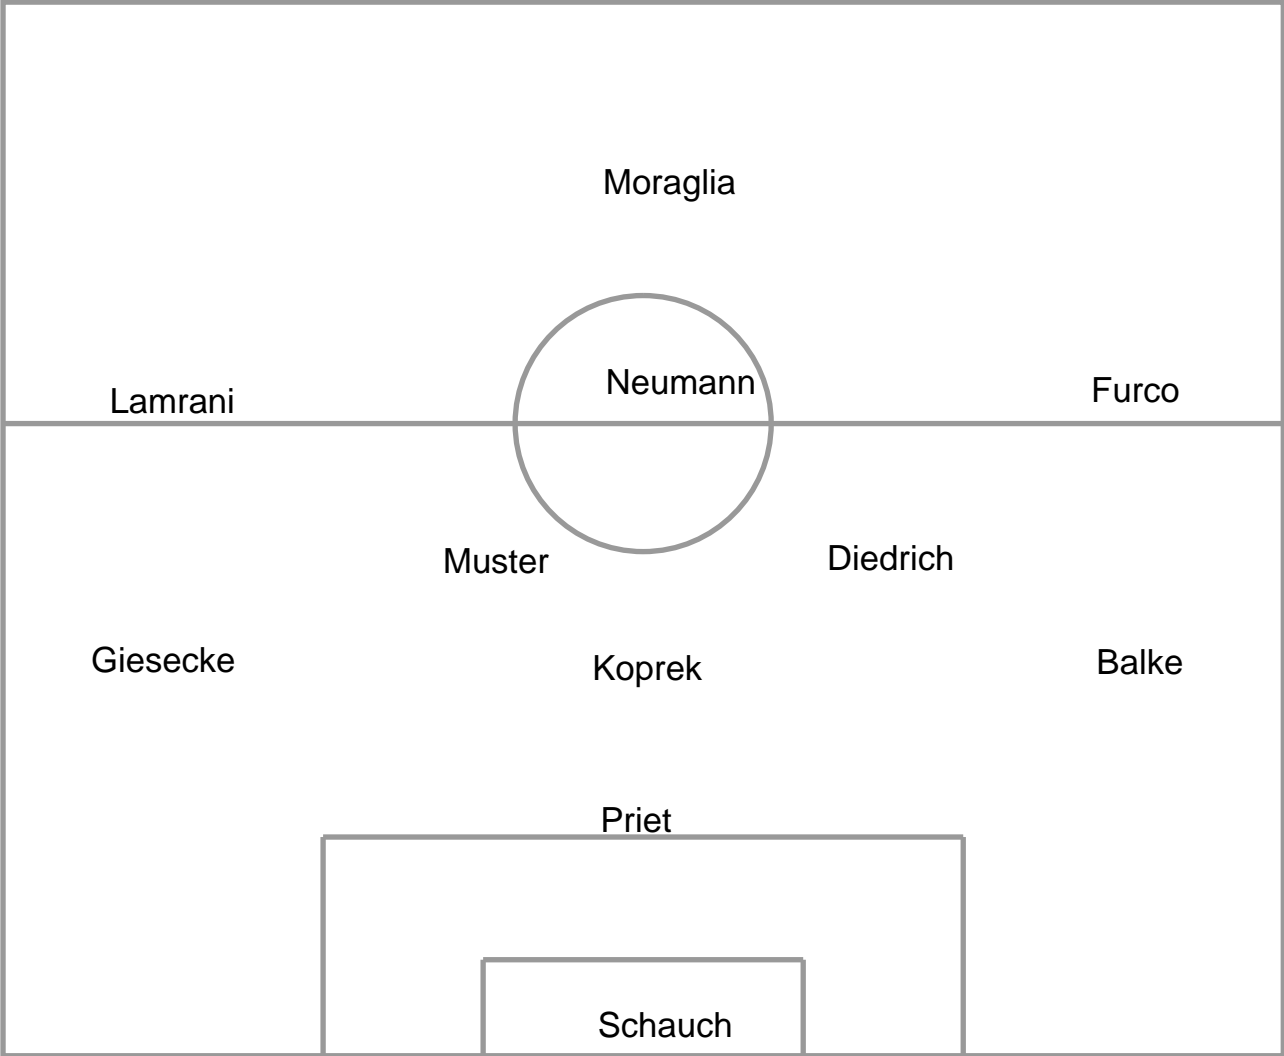 Moraglia
Lamrani
Neumann
Furco
Muster
Diedrich
Giesecke
Koprek
Balke
Priet
Schauch